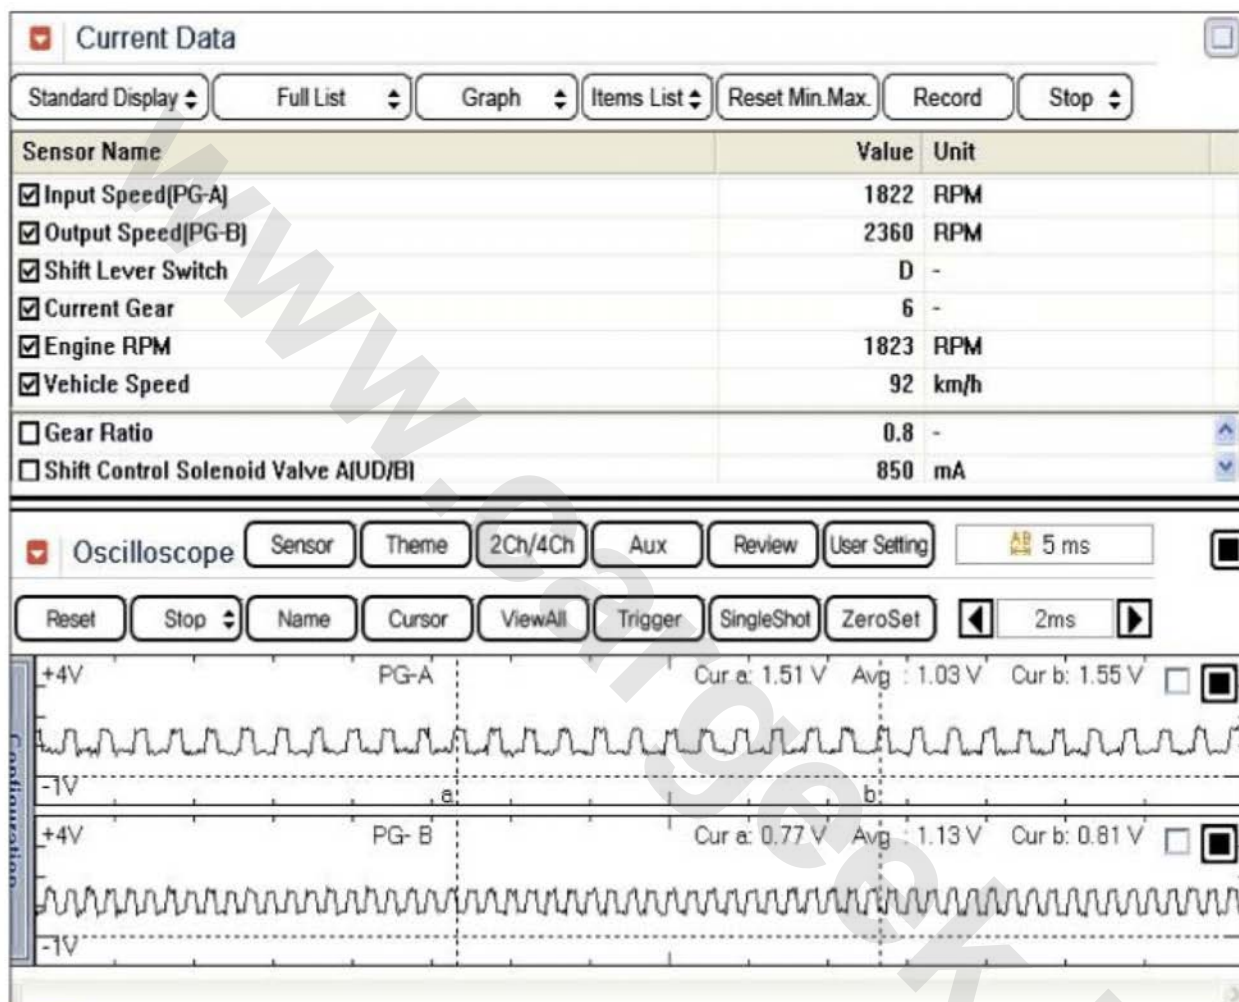 Current Data
Standard Display Full List Graph Items List Reset Min.Max. Record Stop
Sensor Name Value Unit
Input Speed(PG-A) 1822 RPM
Output Speed(PG-B) 2360 RPM
Shift Lever Switch D -
Current Gear 6 -
Engine RPM 1823 RPM
Vehicle Speed 92 km/h
Gear Ratio 0.8 -
Shift Control Solenoid Valve A(UD/B) 850 mA
Oscilloscope Sensor Theme 2Ch/4Ch Aux Review User Setting AB 5 ms
Reset Stop Name Cursor ViewAll Trigger SingleShot ZeroSet 2ms
+4V PG-A Cur a: 1.51 V Avg : 1.03 V Cur b: 1.55 V
-1V a b
+4V PG- B Cur a: 0.77 V Avg : 1.13 V Cur b: 0.81 V
-1V
Configuration
www.cargeek